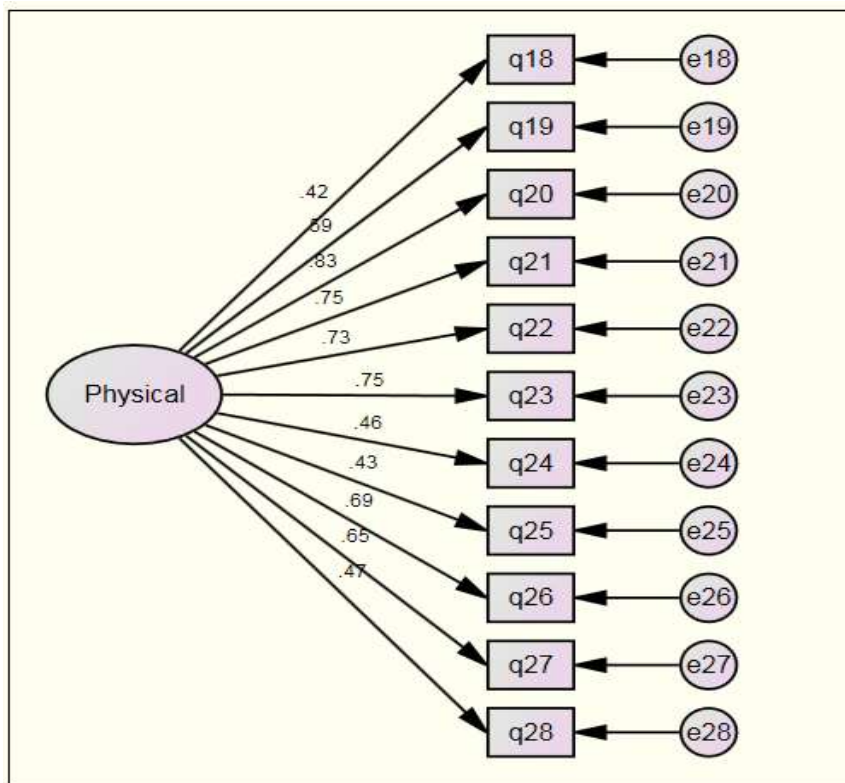 q18
e18
q19
e19
.42
q20
e20
.59
.83
q21
e21
.75
q22
e22
.73
Physical
.75
q23
e23
.46
q24
e24
.43
q25
e25
.69
.65
q26
e26
.47
q27
e27
q28
e28